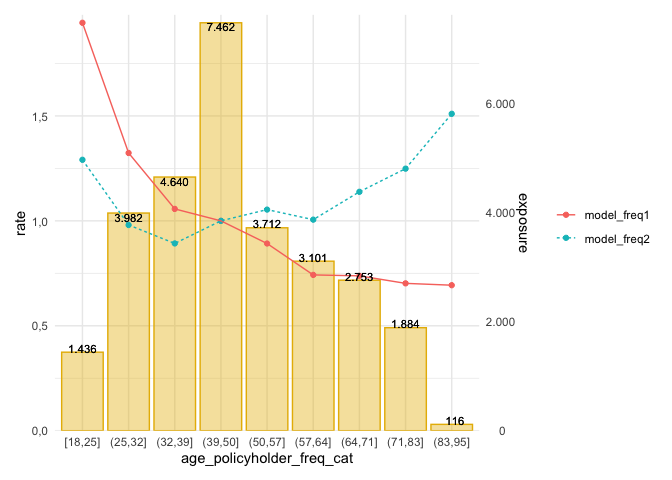 7.462
6.000
1,5
4.640
3.982
3.712
4.000
1,0
rate
exposure
model_freq1
model_freq2
3.101
2.753
1.884
2.000
0,5
1.436
116
0,0
0
[18,25] (25,32] (32,39] (39,50] (50,57] (57,64] (64,71] (71,83] (83,95]
age_policyholder_freq_cat